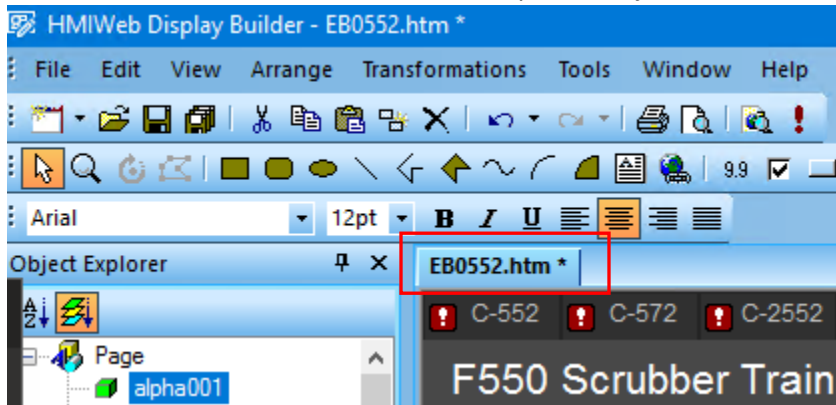 HMIWeb Display Builder - EB0552.htm *
File Edit View Arrange Transformations Tools Window Help
9.9
Arial 12pt B I U
Object Explorer
EB0552.htm *
C-552 C-572 C-2552
Page
alpha001
F550 Scrubber Train